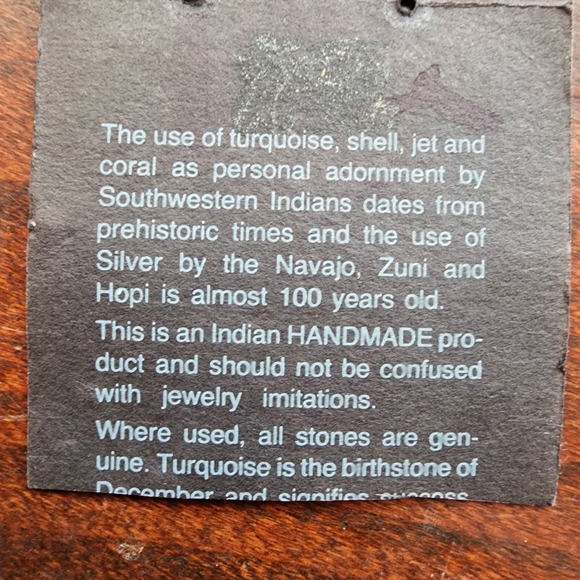 The use of turquoise, shell, jet and
coral as personal adornment by
Southwestern Indians dates from
prehistoric times and the use of
Silver by the Navajo, Zuni and
Hopi is almost 100 years old.
This is an Indian HANDMADE pro-
duct and should not be confused
with jewelry imitations.
Where used, all stones are gen-
uine. Turquoise is the birthstone of
December and signifies success